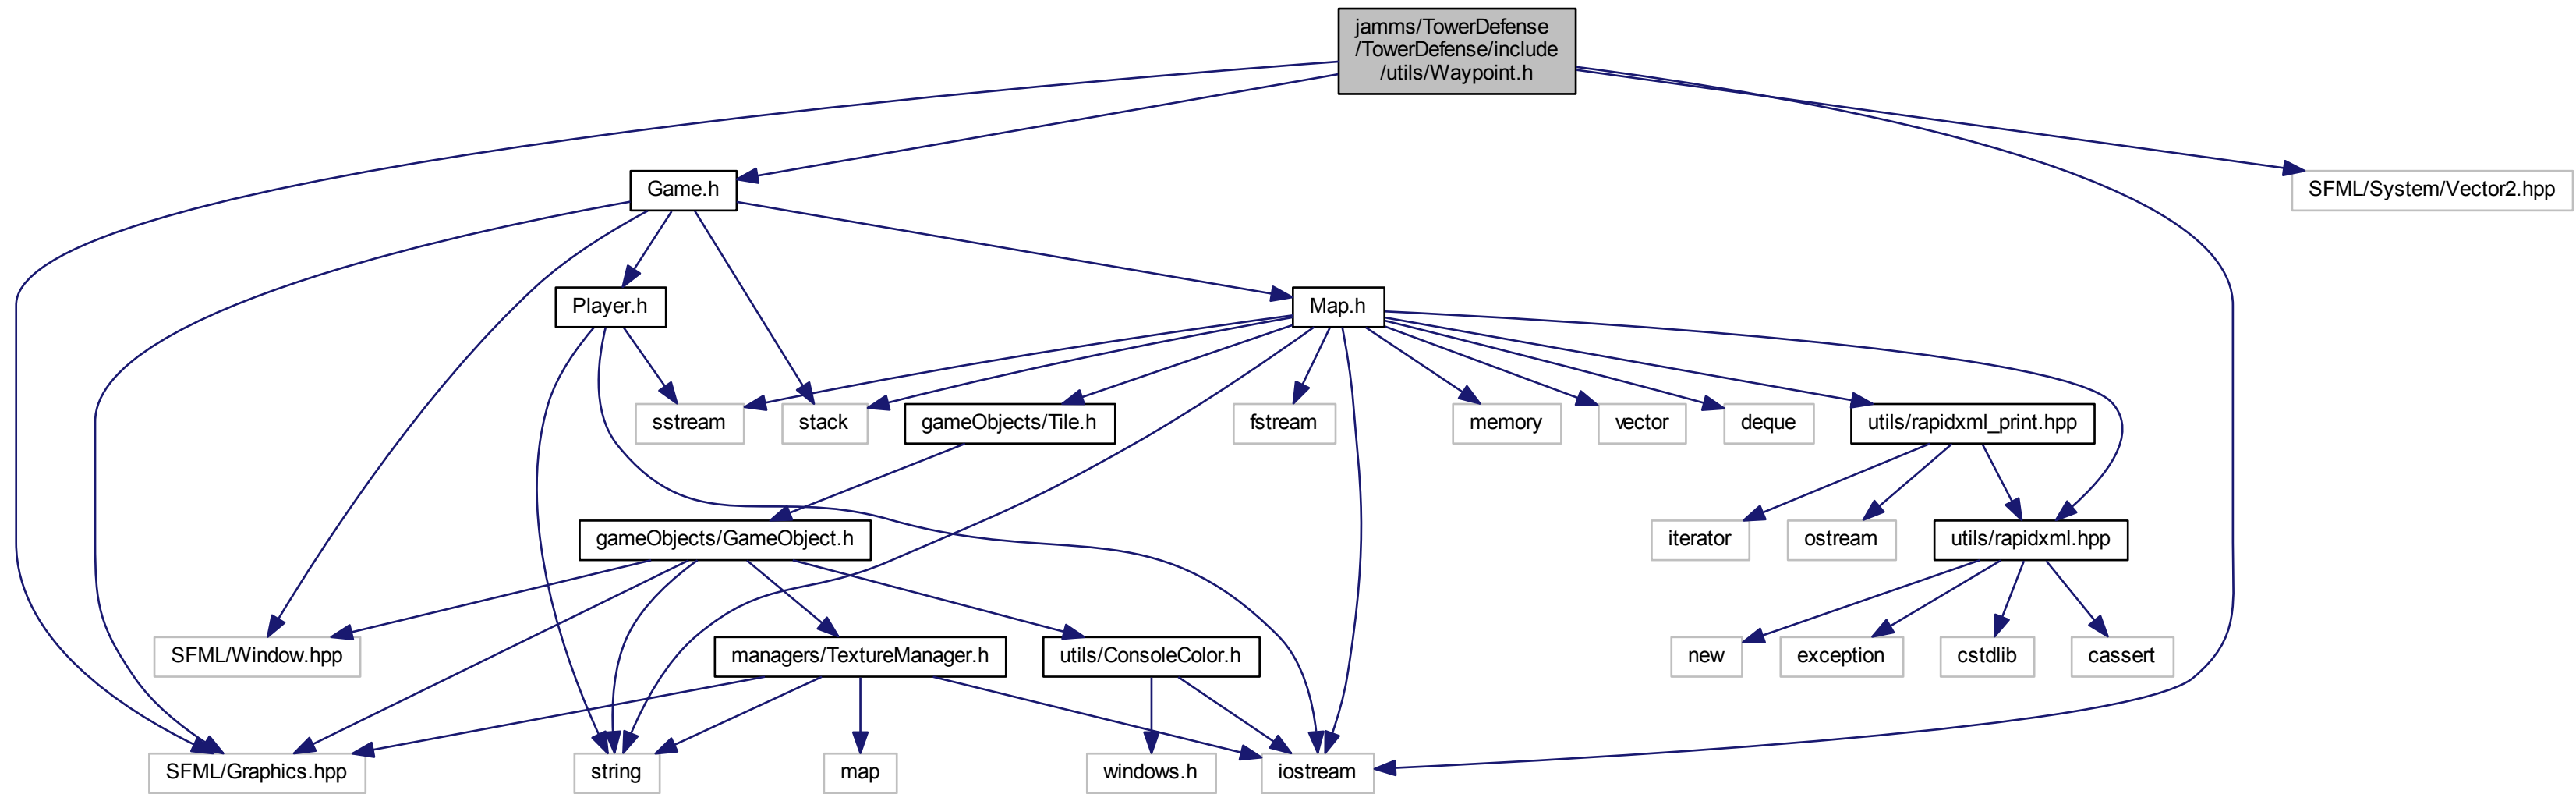 jamms/TowerDefense
/TowerDefense/include
/utils/Waypoint.h
Game.h
SFML/System/Vector2.hpp
Player.h
Map.h
sstream
stack
gameObjects/Tile.h
fstream
memory
vector
deque
utils/rapidxml_print.hpp
gameObjects/GameObject.h
iterator
ostream
utils/rapidxml.hpp
SFML/Window.hpp
managers/TextureManager.h
utils/ConsoleColor.h
new
exception
cstdlib
cassert
SFML/Graphics.hpp
string
map
windows.h
iostream